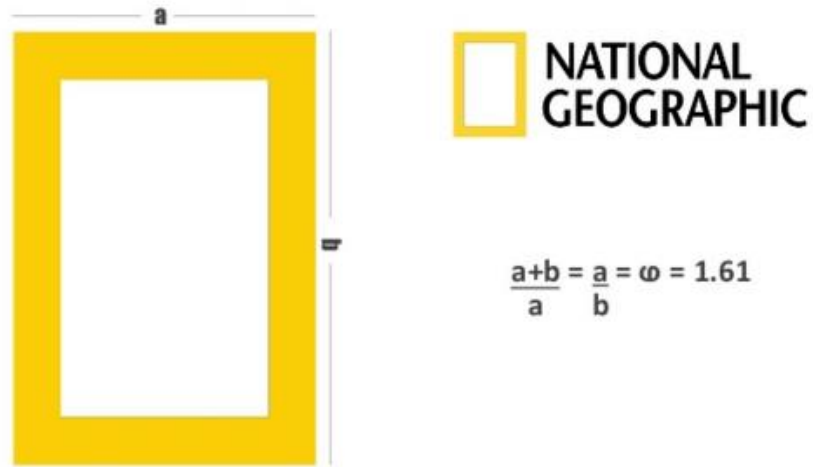 a
b
NATIONAL
GEOGRAPHIC
a+b = a = φ = 1.61
a b